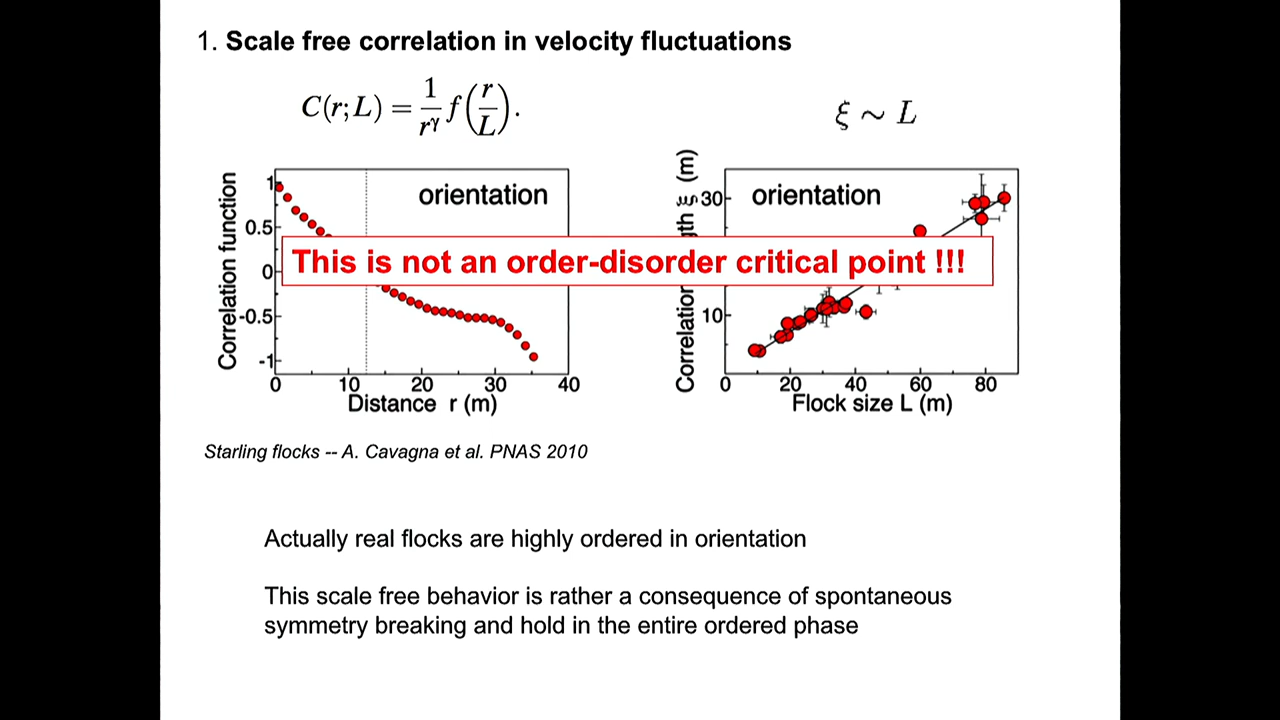 1. Scale free correlation in velocity fluctuations
C(r;L) = 1/r^γ f(r/L).
ξ ~ L
orientation
Correlation function
1
0.5
0
-0.5
-1
0 10 20 30 40
Distance r (m)
orientation
gth ξ (m)
Correlation
30
10
0 20 40 60 80
Flock size L (m)
This is not an order-disorder critical point !!!
Starling flocks -- A. Cavagna et al. PNAS 2010
Actually real flocks are highly ordered in orientation
This scale free behavior is rather a consequence of spontaneous
symmetry breaking and hold in the entire ordered phase